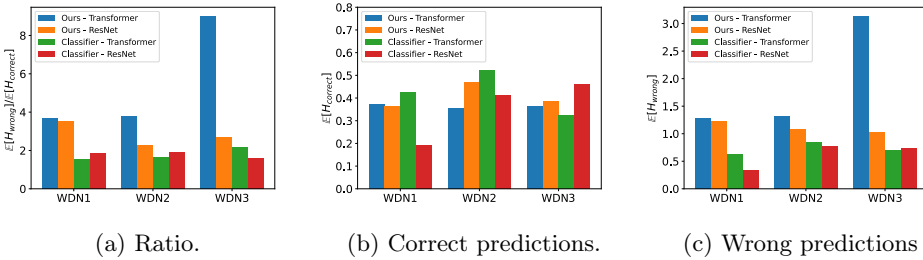 Ours - Transformer
Ours - ResNet
Classifier - Transformer
Classifier - ResNet
𝔼[H_wrong]/𝔼[H_correct]
8
6
4
2
0
WDN1 WDN2 WDN3
(a) Ratio.
Ours - Transformer
Ours - ResNet
Classifier - Transformer
Classifier - ResNet
𝔼[H_correct]
0.8
0.7
0.6
0.5
0.4
0.3
0.2
0.1
0.0
WDN1 WDN2 WDN3
(b) Correct predictions.
Ours - Transformer
Ours - ResNet
Classifier - Transformer
Classifier - ResNet
𝔼[H_wrong]
3.0
2.5
2.0
1.5
1.0
0.5
0.0
WDN1 WDN2 WDN3
(c) Wrong predictions